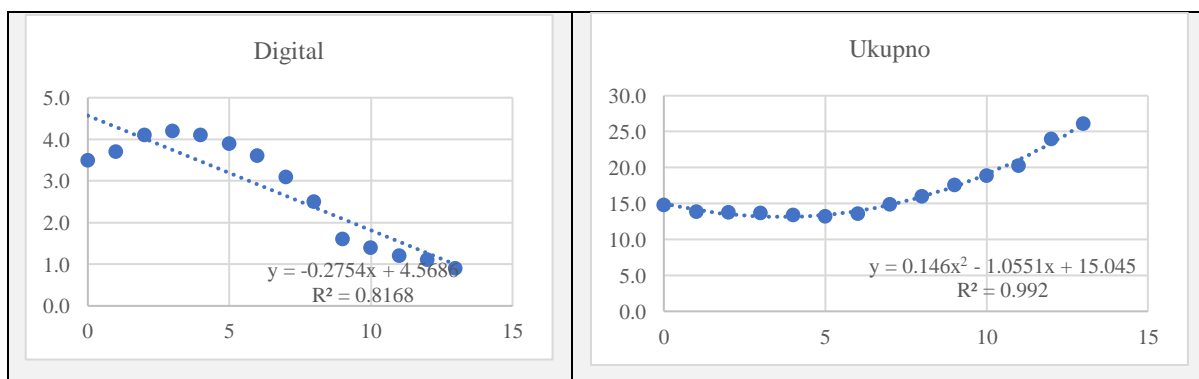 Digital
5.0
4.0
3.0
2.0
1.0
0.0
0 5 10 15
y = -0.2754x + 4.5686
R² = 0.8168
Ukupno
30.0
25.0
20.0
15.0
10.0
5.0
0.0
0 5 10 15
y = 0.146x² - 1.0551x + 15.045
R² = 0.992